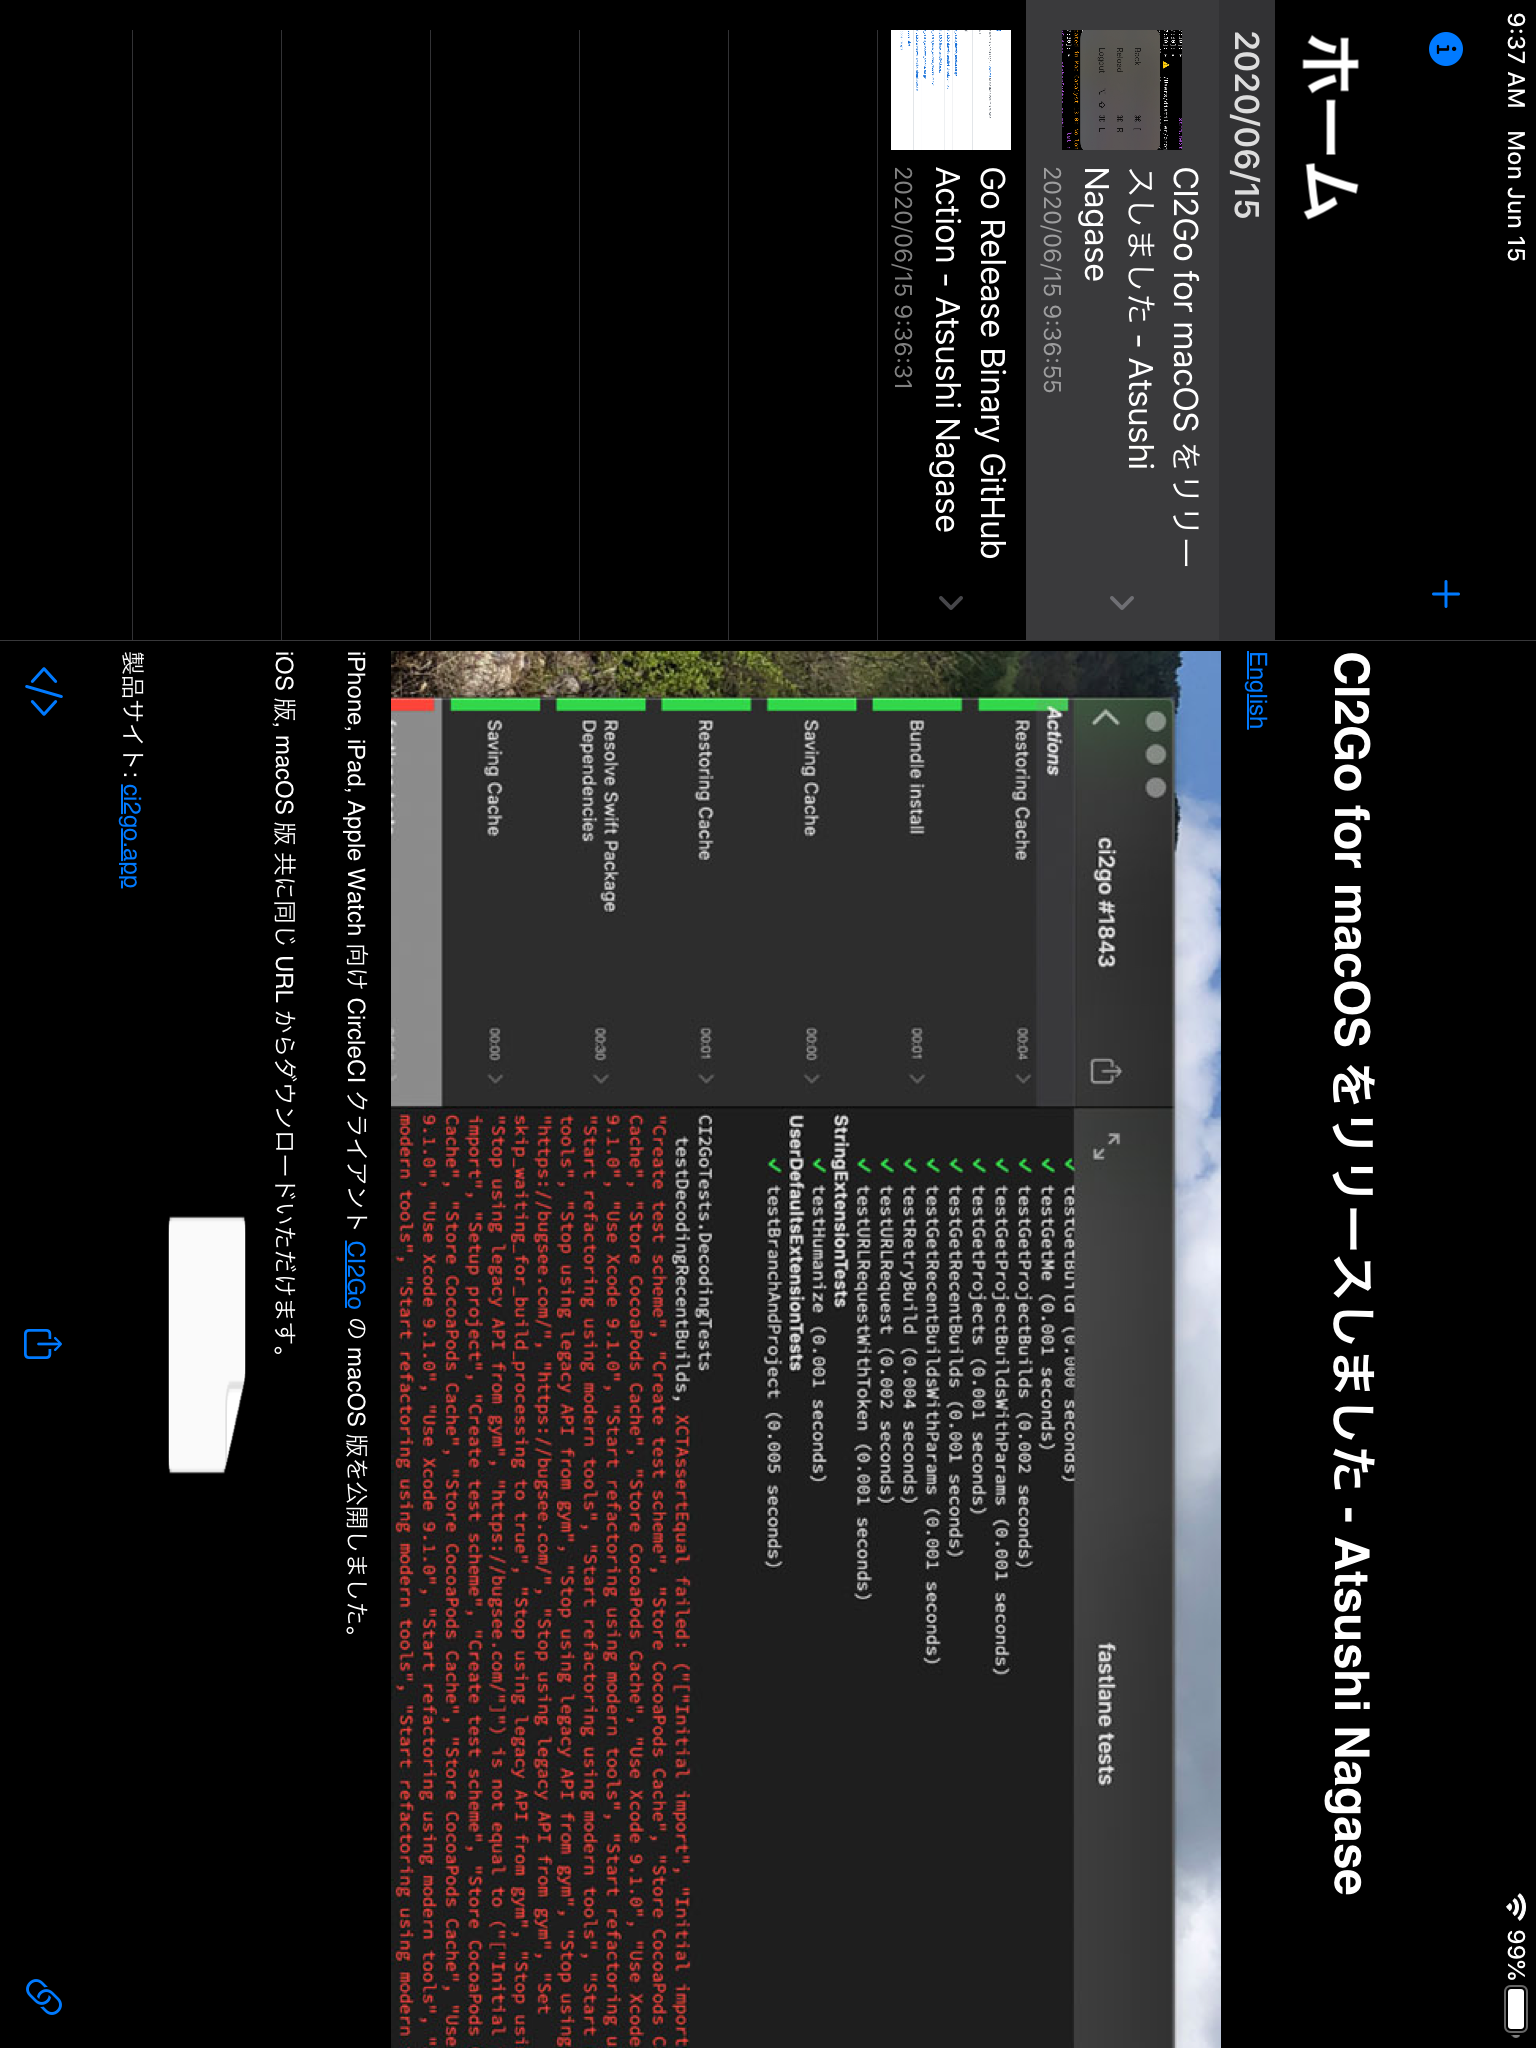 9:37 AM Mon Jun 15
99%
ホーム
2020/06/15
CI2Go for macOS をリリー
スしました - Atsushi
Nagase
2020/06/15 9:36:55
Back ⌘ [
Reload ⌘ R
Logout ⌥ ⇧ ⌘ L
Go Release Binary GitHub
Action - Atsushi Nagase
2020/06/15 9:36:31
CI2Go for macOS をリリースしました - Atsushi Nagase
English
ci2go #1843
fastlane tests
Actions
Restoring Cache 00:04
Bundle install 00:01
Saving Cache 00:00
Restoring Cache 00:01
Resolve Swift Package
Dependencies 00:30
Saving Cache 00:00
✓ testGetBuild (0.000 seconds)
✓ testGetMe (0.001 seconds)
✓ testGetProjectBuilds (0.002 seconds)
✓ testGetProjectBuildsWithParams (0.001 seconds)
✓ testGetProjects (0.001 seconds)
✓ testGetRecentBuilds (0.001 seconds)
✓ testGetRecentBuildsWithParams (0.001 seconds)
✓ testRetryBuild (0.004 seconds)
✓ testURLRequest (0.002 seconds)
✓ testURLRequestWithToken (0.001 seconds)
StringExtensionTests
✓ testHumanize (0.001 seconds)
UserDefaultsExtensionTests
✓ testBranchAndProject (0.005 seconds)
CI2GoTests.DecodingTests
testDecodingRecentBuilds, XCTAssertEqual failed: ("["Initial import", "Initial import
"Create test scheme", "Create test scheme", "Store CocoaPods Cache", "Store CocoaPods C
Cache", "Store CocoaPods Cache", "Store CocoaPods Cache", "Use Xcode 9.1.0", "Use Xcode
9.1.0", "Use Xcode 9.1.0", "Start refactoring using modern tools", "Start refactoring u
"Start refactoring using modern tools", "Start refactoring using modern tools", "Start
tools", "Stop using legacy API from gym", "Stop using legacy API from gym", "Stop using
"https://bugsee.com/", "https://bugsee.com/", "Stop using legacy API from gym", "Set
skip_waiting_for_build_processing to true", "Stop using legacy API from gym", "Stop usi
"Stop using legacy API from gym", "https://bugsee.com/"]") is not equal to ("["Initial
import", "Setup project", "Create test scheme", "Create test scheme", "Store CocoaPods
Cache", "Store CocoaPods Cache", "Store CocoaPods Cache", "Store CocoaPods Cache", "Use
9.1.0", "Use Xcode 9.1.0", "Use Xcode 9.1.0", "Start refactoring using modern tools", "
modern tools", "Start refactoring using modern tools", "Start refactoring using modern
iPhone, iPad, Apple Watch 向け CircleCI クライアント CI2Go の macOS 版を公開しました。
iOS 版, macOS 版 共に同じ URL からダウンロードいただけます。
製品サイト: ci2go.app